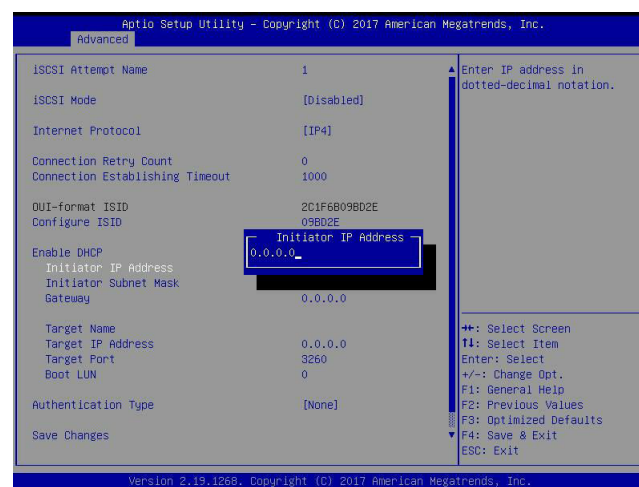 Aptio Setup Utility – Copyright (C) 2017 American Megatrends, Inc.
Advanced
iSCSI Attempt Name 1
iSCSI Mode [Disabled]
Internet Protocol [IP4]
Connection Retry Count 0
Connection Establishing Timeout 1000
OUI-format ISID 2C1F6B09BD2E
Configure ISID 09BD2E
Enable DHCP
Initiator IP Address
Initiator Subnet Mask
Gateway 0.0.0.0
Target Name
Target IP Address 0.0.0.0
Target Port 3260
Boot LUN 0
Authentication Type [None]
Save Changes
Initiator IP Address
0.0.0.0_
Enter IP address in
dotted-decimal notation.
→←: Select Screen
↑↓: Select Item
Enter: Select
+/-: Change Opt.
F1: General Help
F2: Previous Values
F3: Optimized Defaults
F4: Save & Exit
ESC: Exit
Version 2.19.1268. Copyright (C) 2017 American Megatrends, Inc.